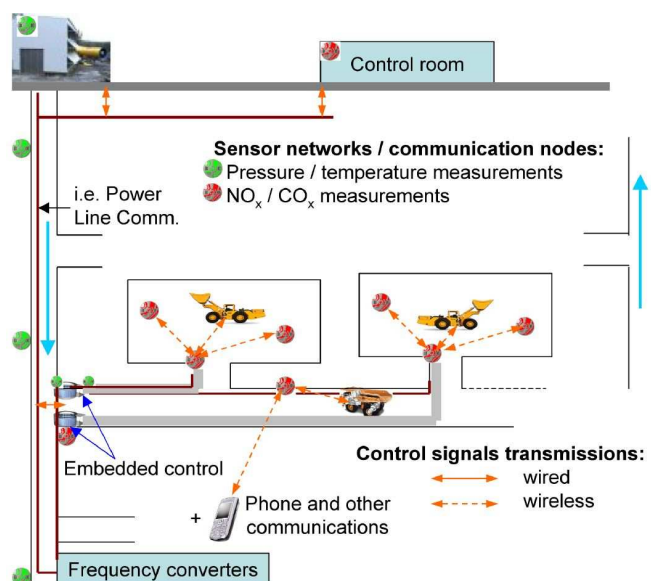 Control room
Sensor networks / communication nodes:
Pressure / temperature measurements
NOx / COx measurements
i.e. Power
Line Comm.
Embedded control
Control signals transmissions:
wired
wireless
+
Phone and other
communications
Frequency converters